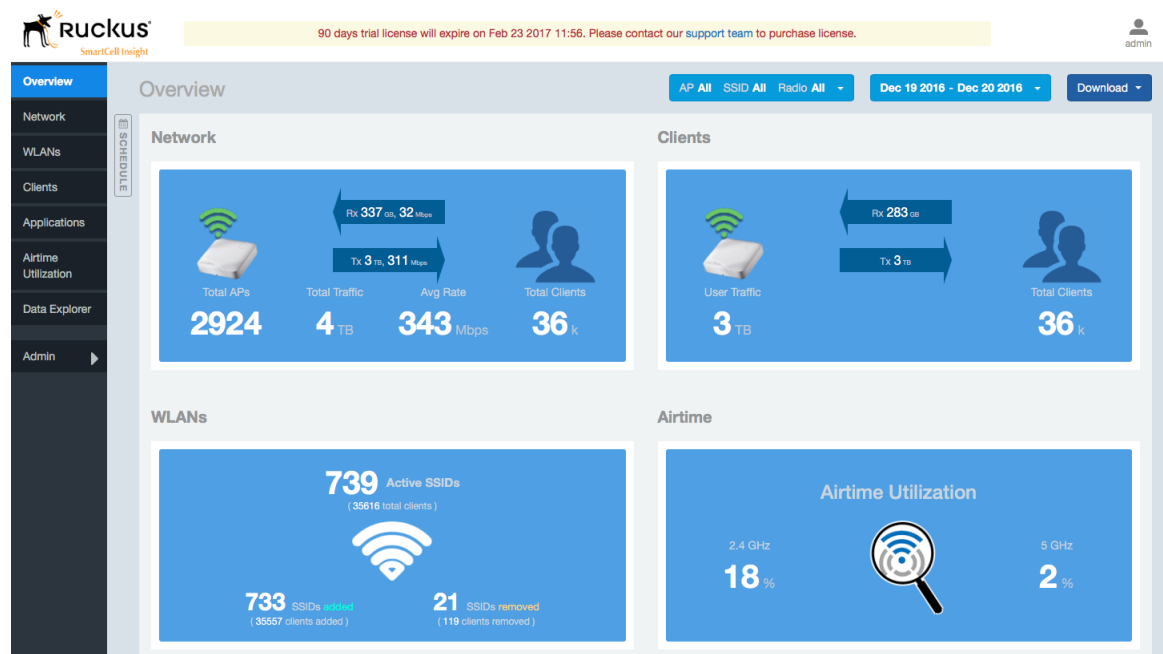 RUCKUS
SmartCell Insight
90 days trial license will expire on Feb 23 2017 11:56. Please contact our support team to purchase license.
admin
Overview
Network
WLANs
Clients
Applications
Airtime
Utilization
Data Explorer
Admin
SCHEDULE
Overview
AP All SSID All Radio All
Dec 19 2016 - Dec 20 2016
Download
Network
Rx 337 GB, 32 Mbps
Tx 3 TB, 311 Mbps
Total APs Total Traffic Avg Rate Total Clients
2924 4 TB 343 Mbps 36 k
Clients
Rx 283 GB
Tx 3 TB
User Traffic Total Clients
3 TB 36 k
WLANs
739 Active SSIDs
( 35616 total clients )
733 SSIDs added 21 SSIDs removed
( 35557 clients added ) ( 119 clients removed )
Airtime
Airtime Utilization
2.4 GHz 5 GHz
18 % 2 %